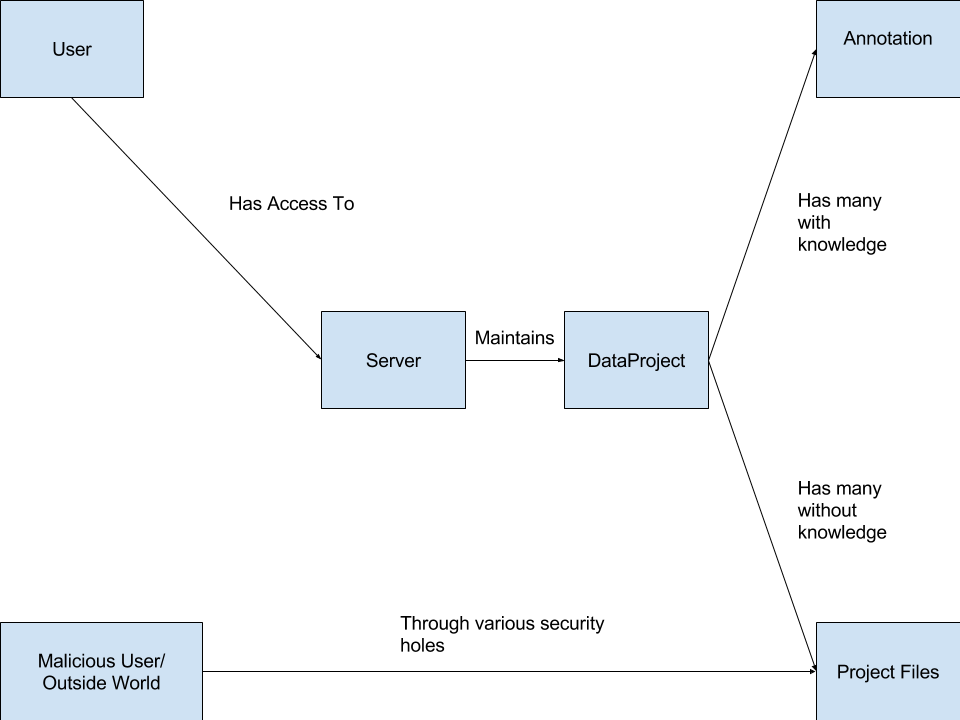 User
Annotation
Has Access To
Has many
with
knowledge
Maintains
Server
DataProject
Has many
without
knowledge
Through various security
holes
Malicious User/
Outside World
Project Files